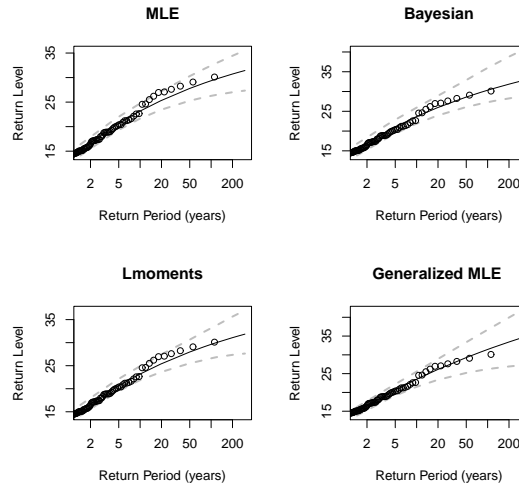 MLE
Return Level
15 25 35
2 5 20 50 200
Return Period (years)
Bayesian
Return Level
15 25 35
2 5 20 50 200
Return Period (years)
Lmoments
Return Level
15 25 35
2 5 20 50 200
Return Period (years)
Generalized MLE
Return Level
15 25 35
2 5 20 50 200
Return Period (years)